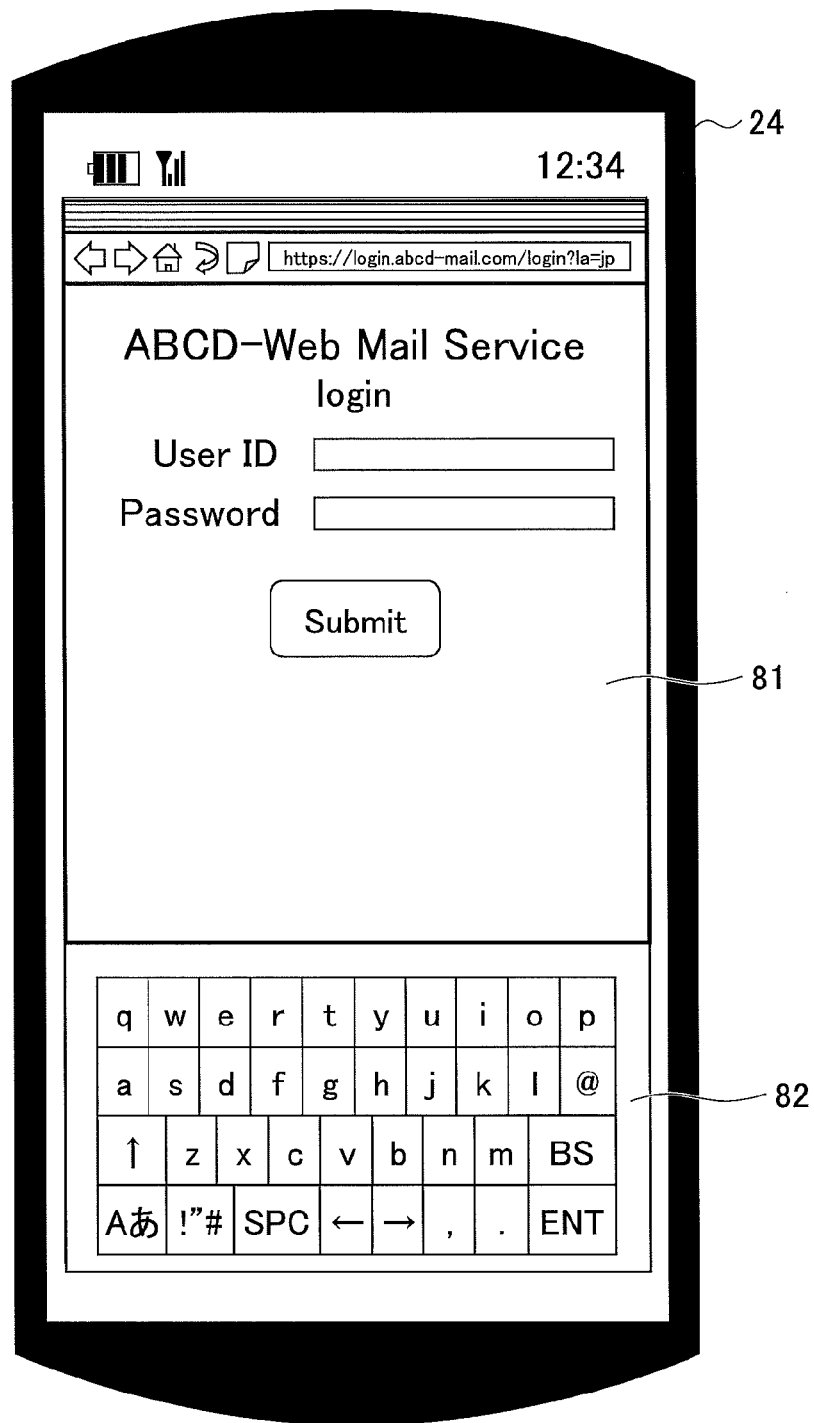 24
12:34
https://login.abcd-mail.com/login?la=jp
ABCD-Web Mail Service
login
User ID
Password
Submit
81
q w e r t y u i o p
a s d f g h j k l @
82
↑ z x c v b n m BS
Aあ !”# SPC ← → , . ENT